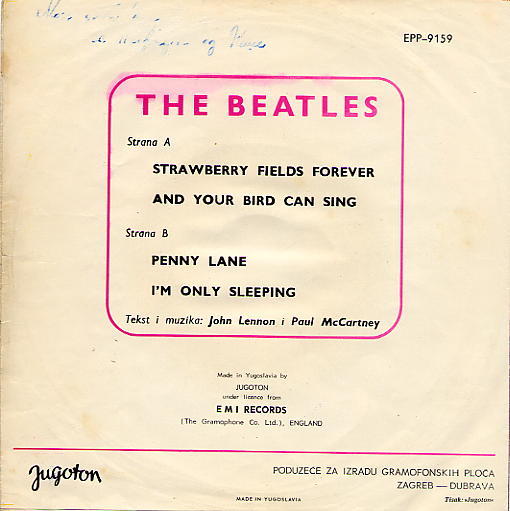 EPP-9159
THE BEATLES
Strana A
STRAWBERRY FIELDS FOREVER
AND YOUR BIRD CAN SING
Strana B
PENNY LANE
I'M ONLY SLEEPING
Tekst i muzika: John Lennon i Paul McCartney
Made in Yugoslavia by
JUGOTON
under licence from
EMI RECORDS
(The Gramophone Co. Ltd.), ENGLAND
Jugoton
PODUZEĆE ZA IZRADU GRAMOFONSKIH PLOČA
ZAGREB — DUBRAVA
MADE IN YUGOSLAVIA
Tisak: »Jugoton«